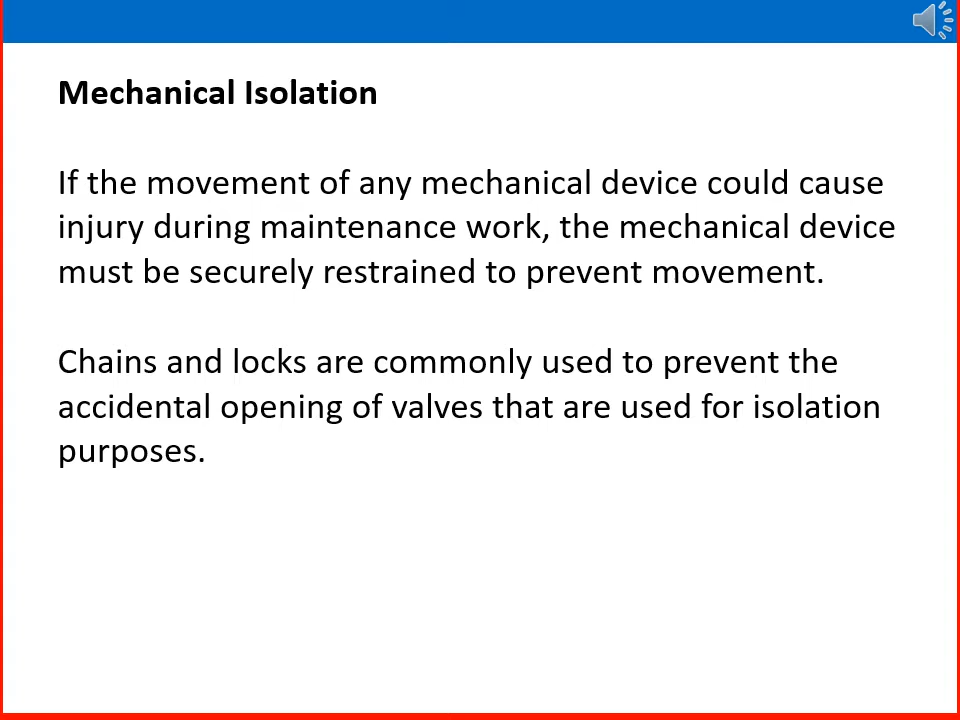 Mechanical Isolation
If the movement of any mechanical device could cause
injury during maintenance work, the mechanical device
must be securely restrained to prevent movement.
Chains and locks are commonly used to prevent the
accidental opening of valves that are used for isolation
purposes.